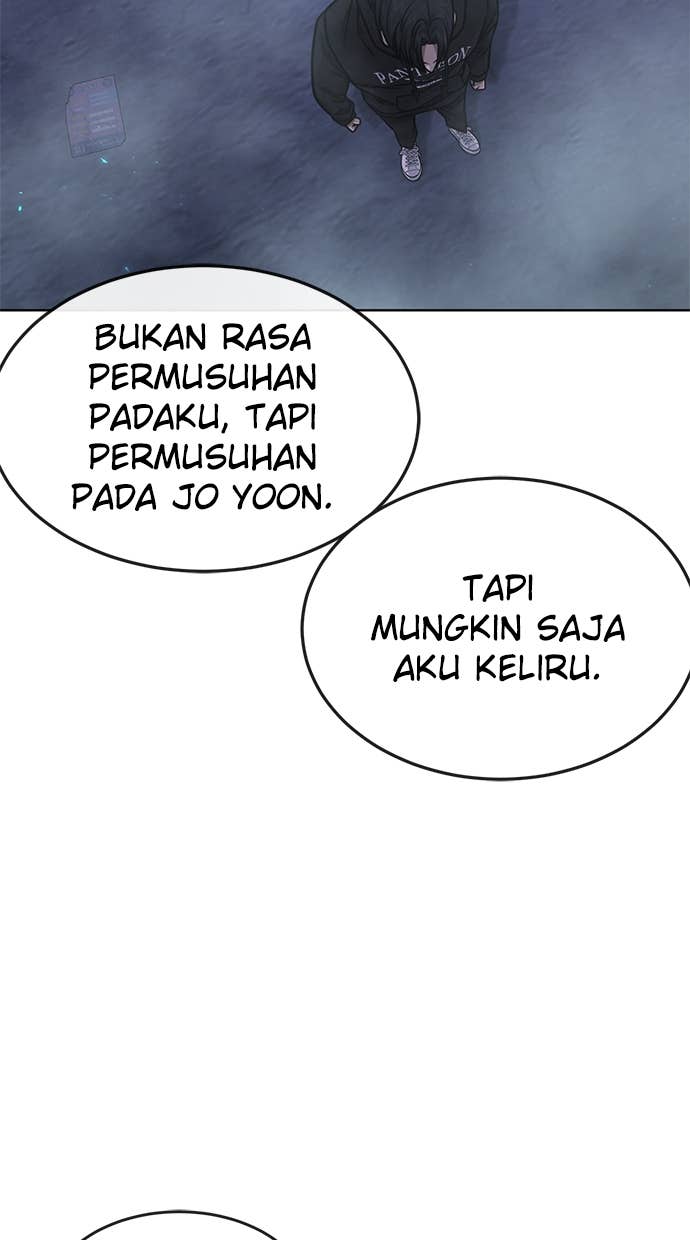 BUKAN RASA
PERMUSUHAN
PADAKU, TAPI
PERMUSUHAN
PADA JO YOON.
TAPI
MUNGKIN SAJA
AKU KELIRU.